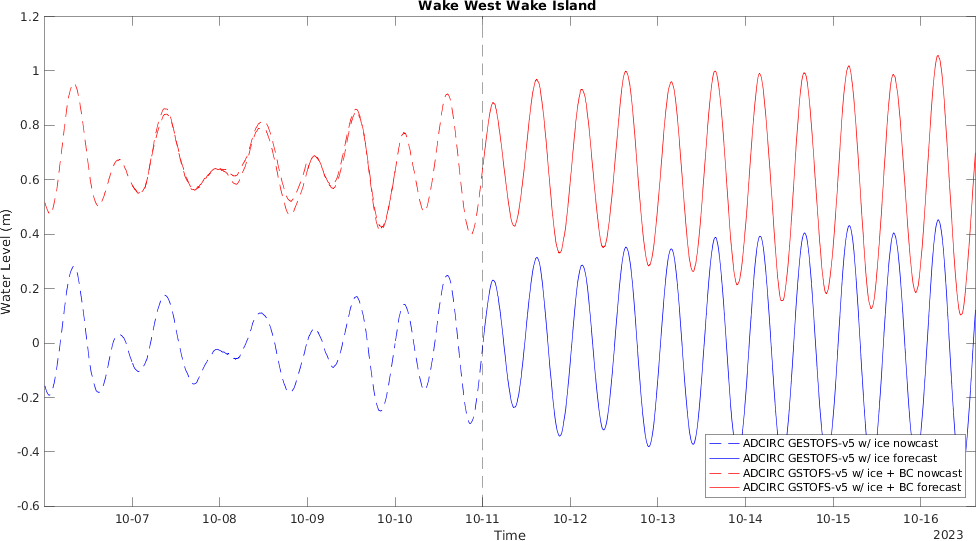 Wake West Wake Island
1.2
1
0.8
0.6
0.4
0.2
0
-0.2
-0.4
-0.6
Water Level (m)
10-07 10-08 10-09 10-10 10-11 10-12 10-13 10-14 10-15 10-16
Time
2023
ADCIRC GESTOFS-v5 w/ ice nowcast
ADCIRC GESTOFS-v5 w/ ice forecast
ADCIRC GSTOFS-v5 w/ ice + BC nowcast
ADCIRC GSTOFS-v5 w/ ice + BC forecast